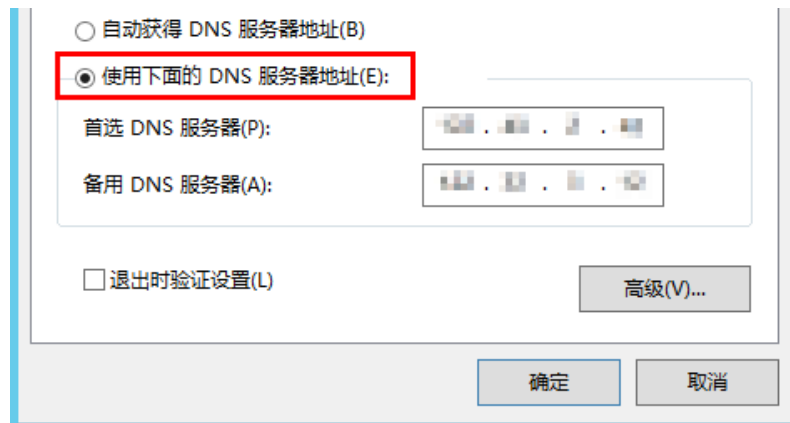 自动获得 DNS 服务器地址(B)
使用下面的 DNS 服务器地址(E):
首选 DNS 服务器(P):
备用 DNS 服务器(A):
退出时验证设置(L)
高级(V)...
确定
取消